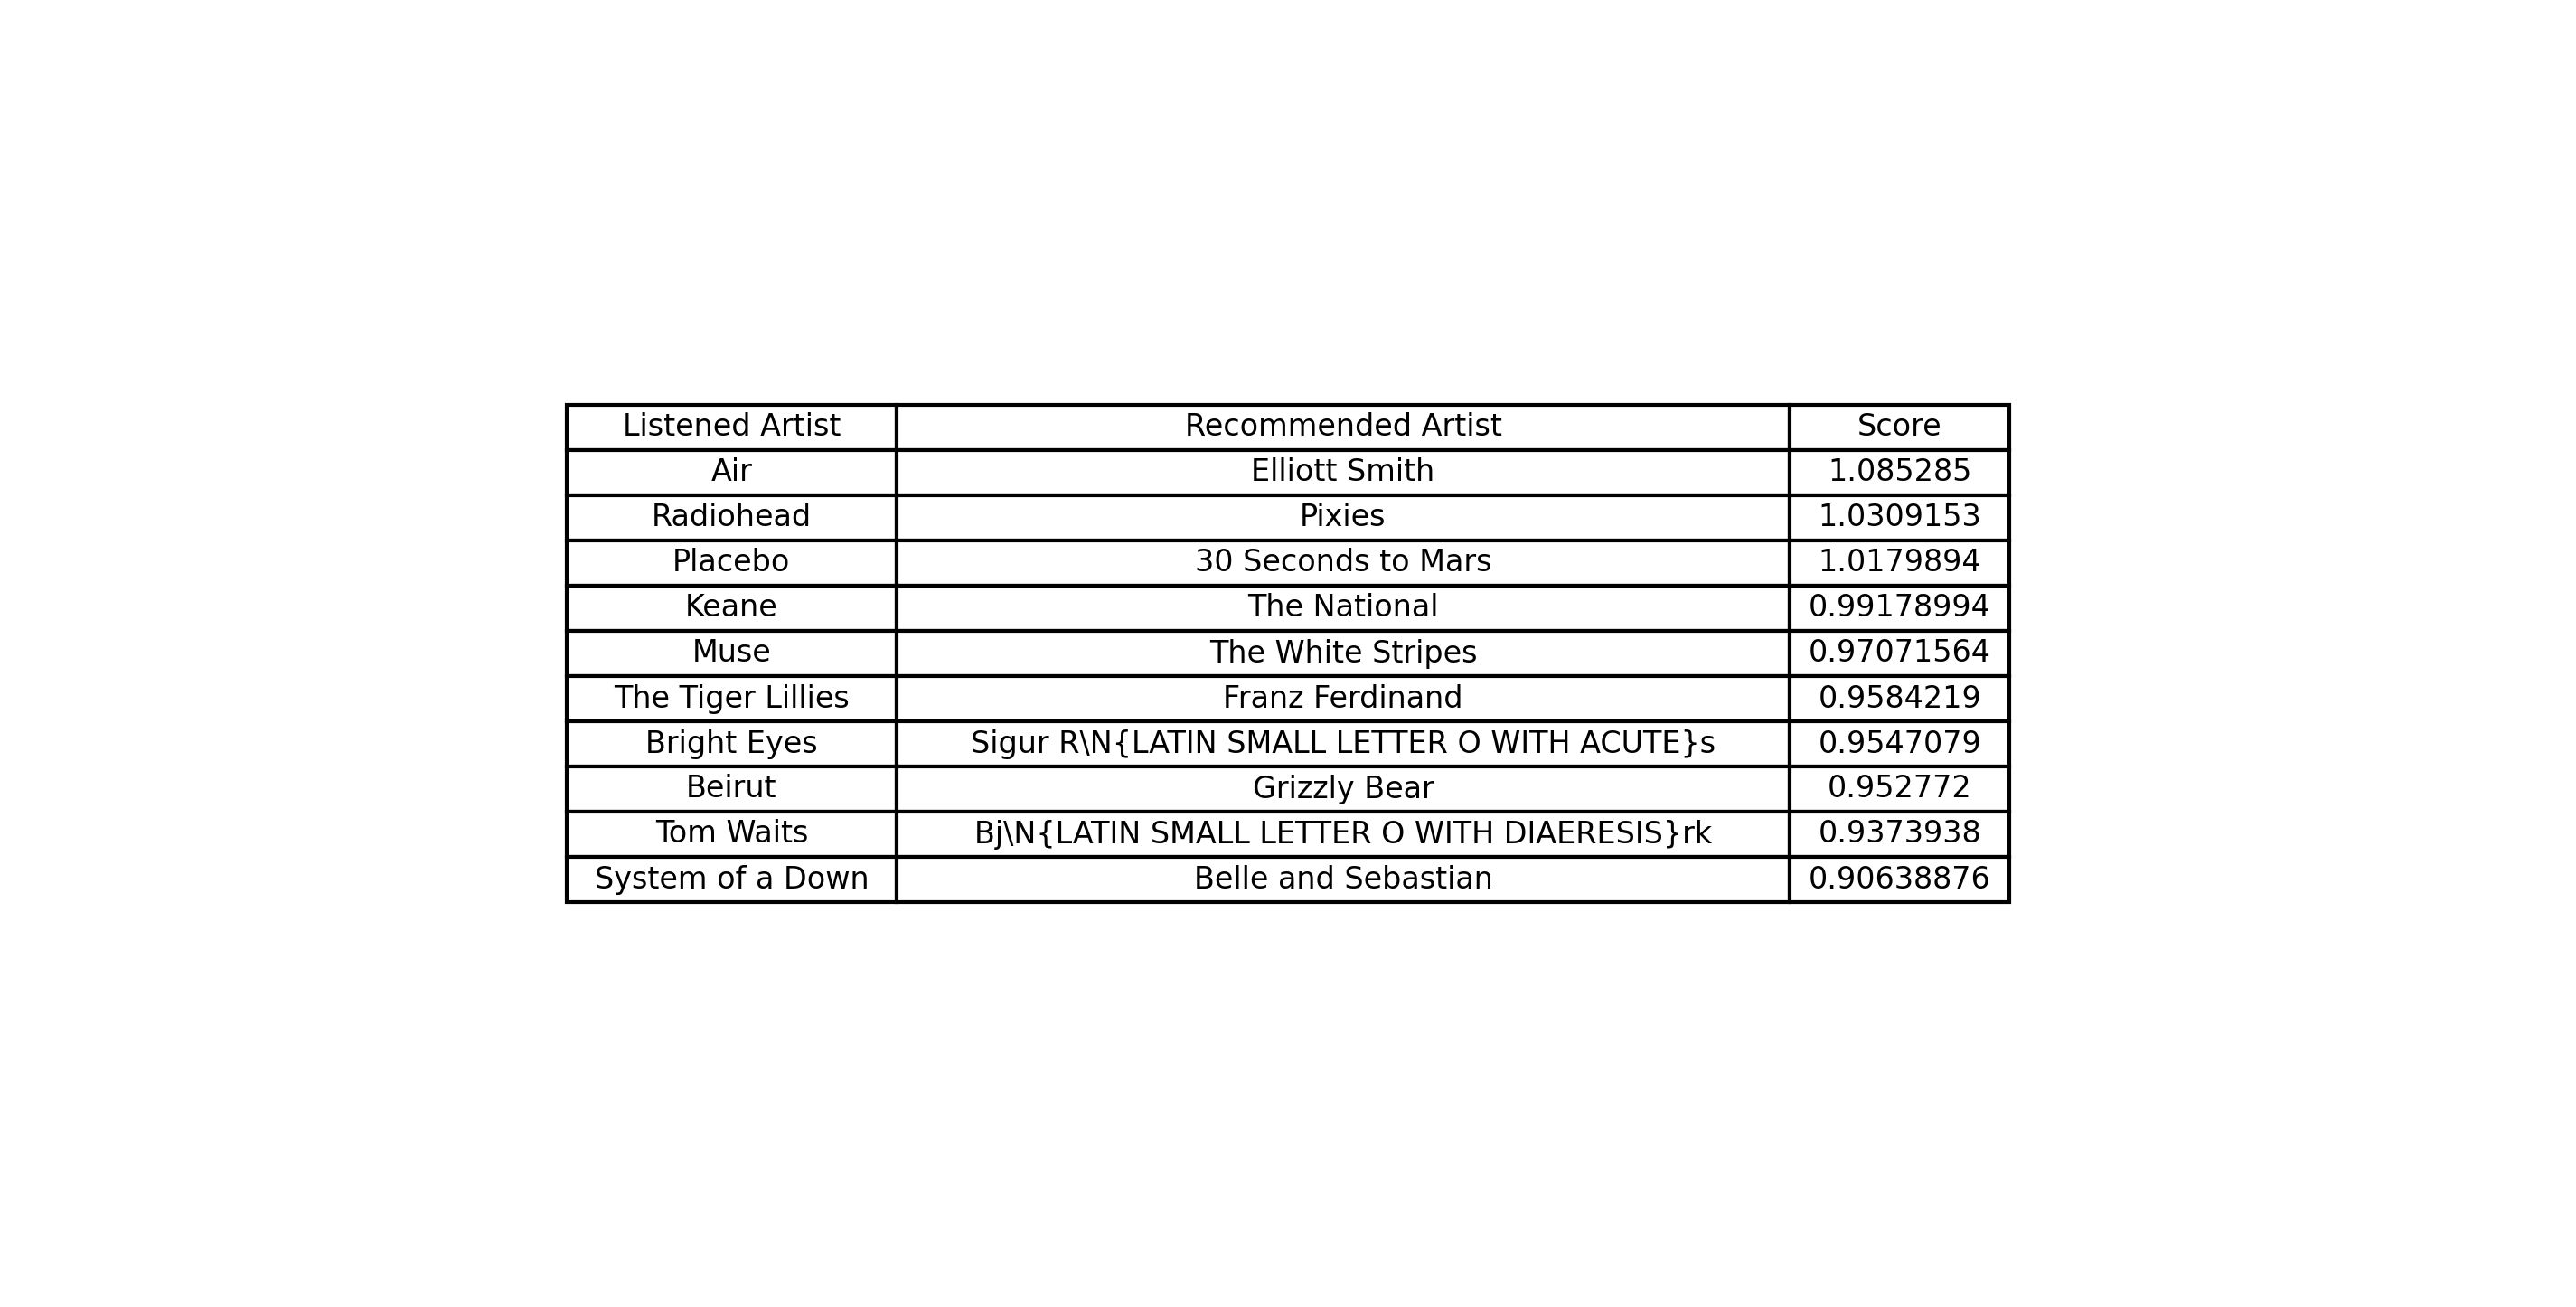 Listened Artist Recommended Artist Score
Air Elliott Smith 1.085285
Radiohead Pixies 1.0309153
Placebo 30 Seconds to Mars 1.0179894
Keane The National 0.99178994
Muse The White Stripes 0.97071564
The Tiger Lillies Franz Ferdinand 0.9584219
Bright Eyes Sigur R\N{LATIN SMALL LETTER O WITH ACUTE}s 0.9547079
Beirut Grizzly Bear 0.952772
Tom Waits Bj\N{LATIN SMALL LETTER O WITH DIAERESIS}rk 0.9373938
System of a Down Belle and Sebastian 0.90638876